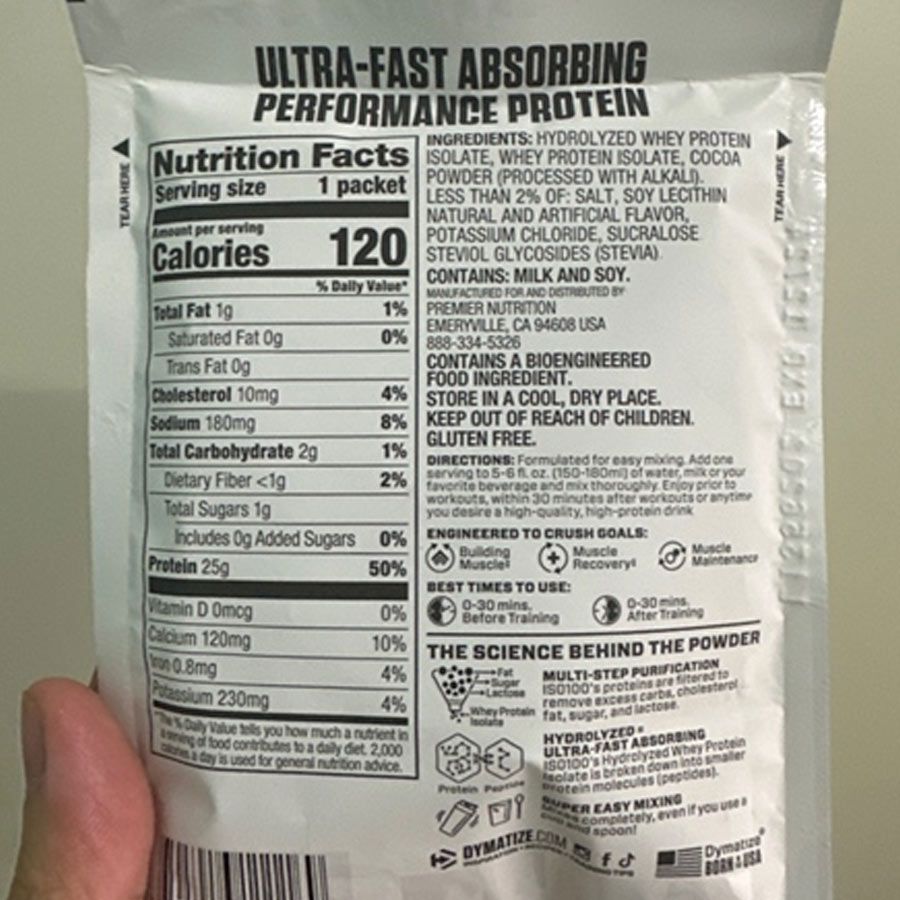 ULTRA-FAST ABSORBING
PERFORMANCE PROTEIN
TEAR HERE
Nutrition Facts
Serving size 1 packet
Amount per serving
Calories 120
% Daily Value*
Total Fat 1g 1%
Saturated Fat 0g 0%
Trans Fat 0g
Cholesterol 10mg 4%
Sodium 180mg 8%
Total Carbohydrate 2g 1%
Dietary Fiber <1g 2%
Total Sugars 1g
Includes 0g Added Sugars 0%
Protein 25g 50%
Vitamin D 0mcg 0%
Calcium 120mg 10%
Iron 0.8mg 4%
Potassium 230mg 4%
*The % Daily Value tells you how much a nutrient in
a serving of food contributes to a daily diet. 2,000
calories a day is used for general nutrition advice.
INGREDIENTS: HYDROLYZED WHEY PROTEIN
ISOLATE, WHEY PROTEIN ISOLATE, COCOA
POWDER (PROCESSED WITH ALKALI).
LESS THAN 2% OF: SALT, SOY LECITHIN
NATURAL AND ARTIFICIAL FLAVOR,
POTASSIUM CHLORIDE, SUCRALOSE
STEVIOL GLYCOSIDES (STEVIA)
CONTAINS: MILK AND SOY.
MANUFACTURED FOR AND DISTRIBUTED BY
PREMIER NUTRITION
EMERYVILLE, CA 94608 USA
888-334-5326
CONTAINS A BIOENGINEERED
FOOD INGREDIENT.
STORE IN A COOL, DRY PLACE.
KEEP OUT OF REACH OF CHILDREN.
GLUTEN FREE.
DIRECTIONS: Formulated for easy mixing. Add one
serving to 5-6 fl. oz. (150-180ml) of water, milk or your
favorite beverage and mix thoroughly. Enjoy prior to
workouts, within 30 minutes after workouts or anytime
you desire a high-quality, high-protein drink
ENGINEERED TO CRUSH GOALS:
Building
Muscle‡
Muscle
Recovery‡
Muscle
Maintenance
BEST TIMES TO USE:
0-30 mins.
Before Training
0-30 mins.
After Training
THE SCIENCE BEHIND THE POWDER
Fat
Sugar
Lactose
Whey Protein
Isolate
MULTI-STEP PURIFICATION
ISO100's proteins are filtered to
remove excess carbs, cholesterol
fat, sugar, and lactose.
HYDROLYZED =
ULTRA-FAST ABSORBING
ISO100's Hydrolyzed Whey Protein
Isolate is broken down into smaller
protein molecules (peptides).
Protein Peptide
SUPER EASY MIXING
Mixes completely, even if you use a
cup and spoon!
DYMATIZE.COM
Dymatize®
BORN IN USA
TEAR HERE